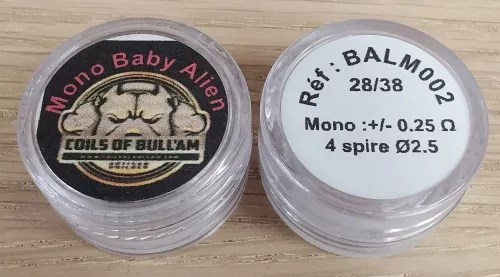 Mono Baby Alien
COILS OF BULL'AM
Réf : BALM002
28/38
Mono :+/- 0.25 Ω
4 spire Ø2.5